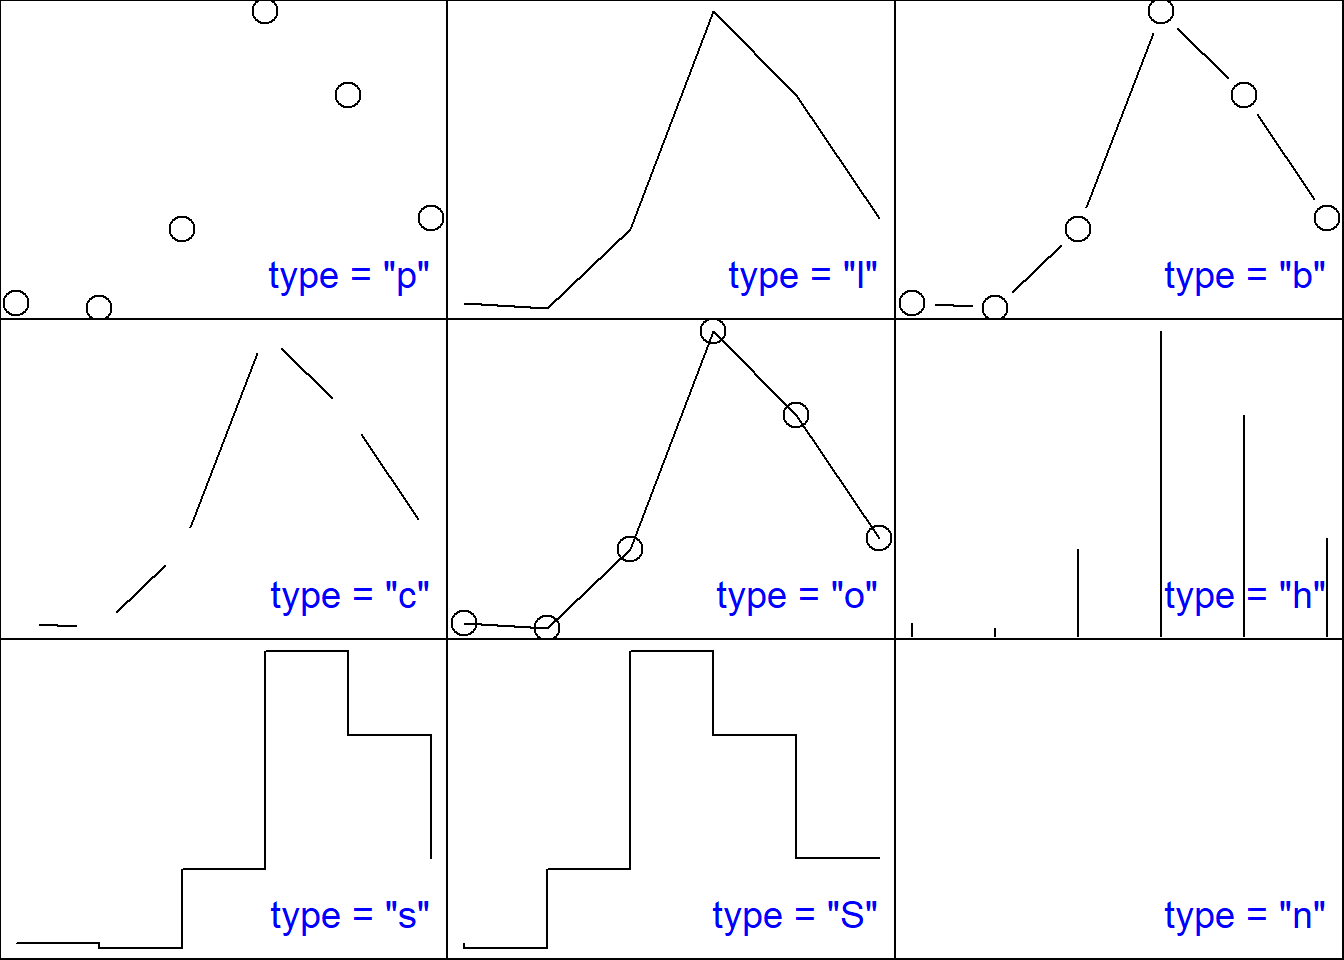 type = "p"
type = "l"
type = "b"
type = "c"
type = "o"
type = "h"
type = "s"
type = "S"
type = "n"